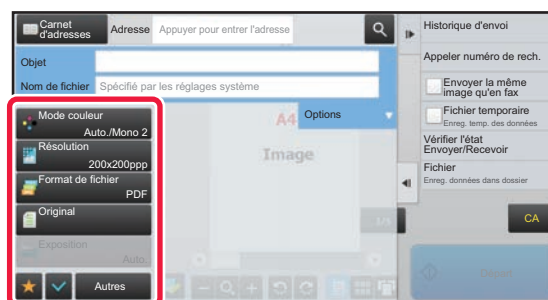 Carnet
d'adresses
Adresse
Appuyer pour entrer l'adresse
Objet
Nom de fichier
Spécifié par les réglages système
Mode couleur
Auto./Mono 2
Résolution
200x200ppp
Format de fichier
PDF
Original
Exposition
Auto.
Autres
A4
Options
Image
1/3
Historique d'envoi
Appeler numéro de rech.
Envoyer la même
image qu'en fax
Fichier temporaire
Enreg. temp. des données
Vérifier l'état
Envoyer/Recevoir
Fichier
Enreg. données dans dossier
CA
Départ